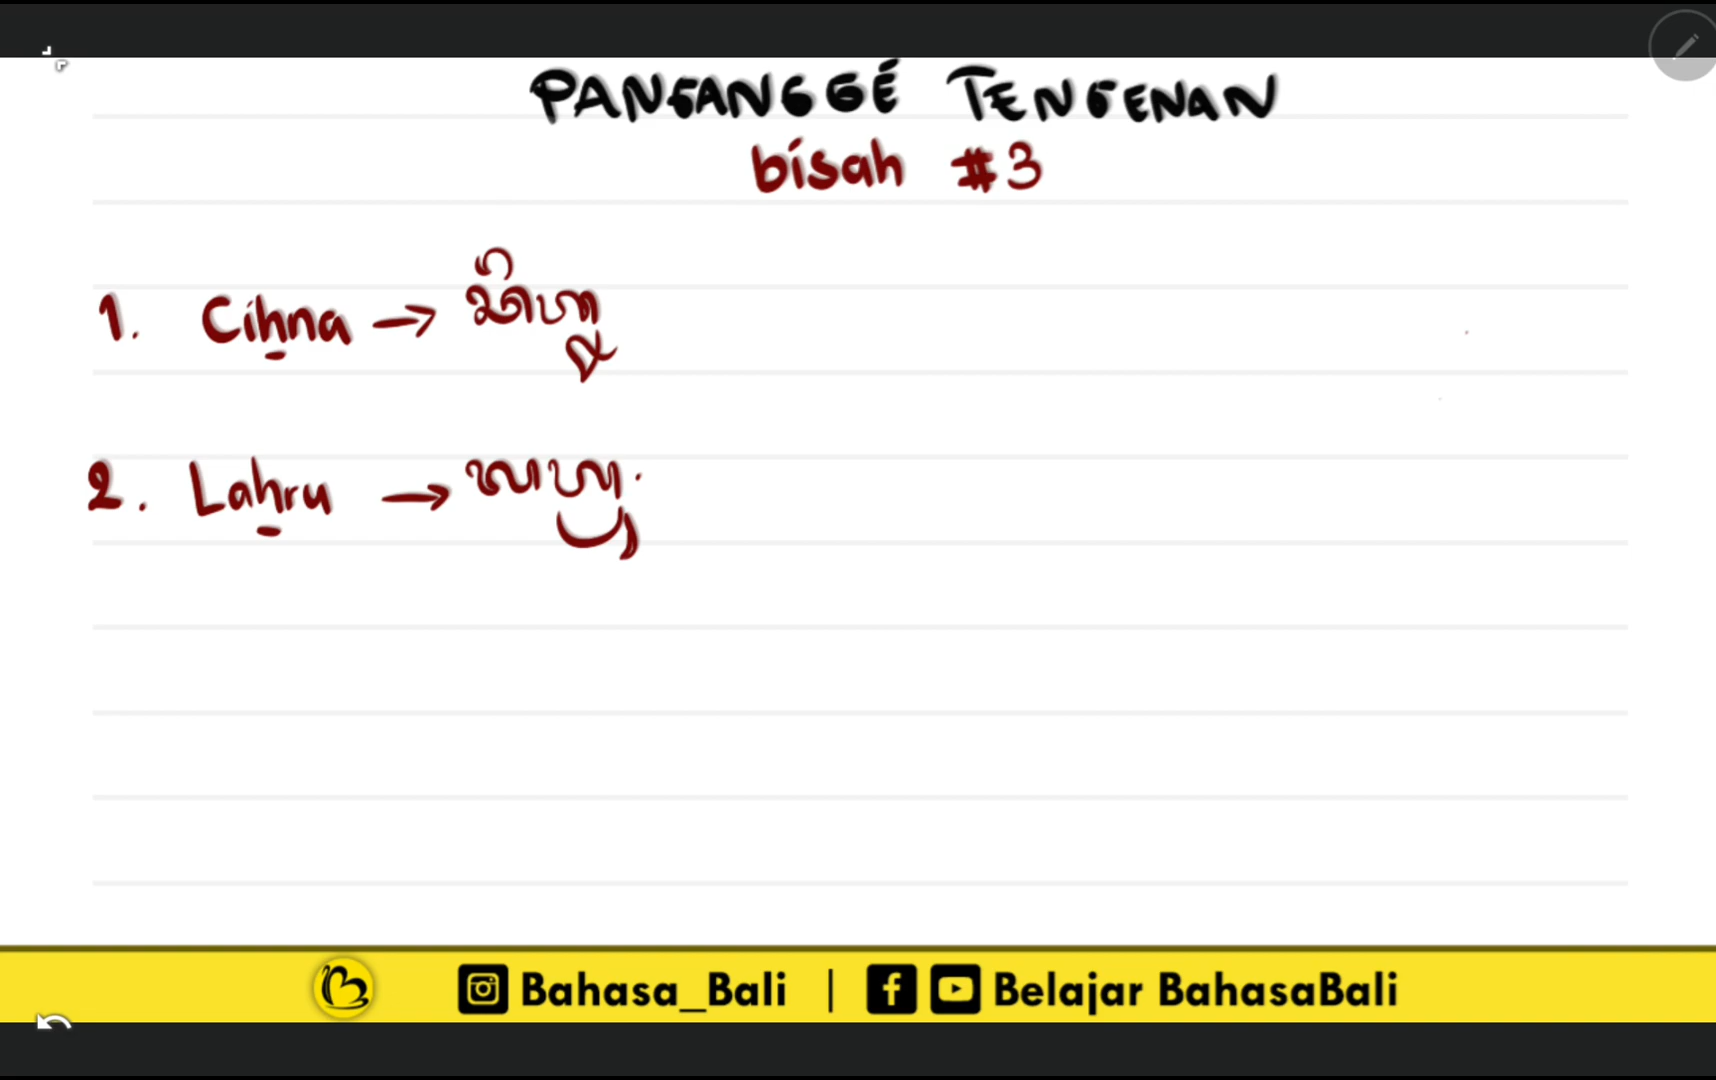 PANGANGGÉ TENGENAN
bisah #3
1. Cihna → ᬘᬶᬳ᭄ᬦ
2. Lahru → ᬮᬳ᭄ᬭᬸ
Bahasa_Bali | Belajar BahasaBali